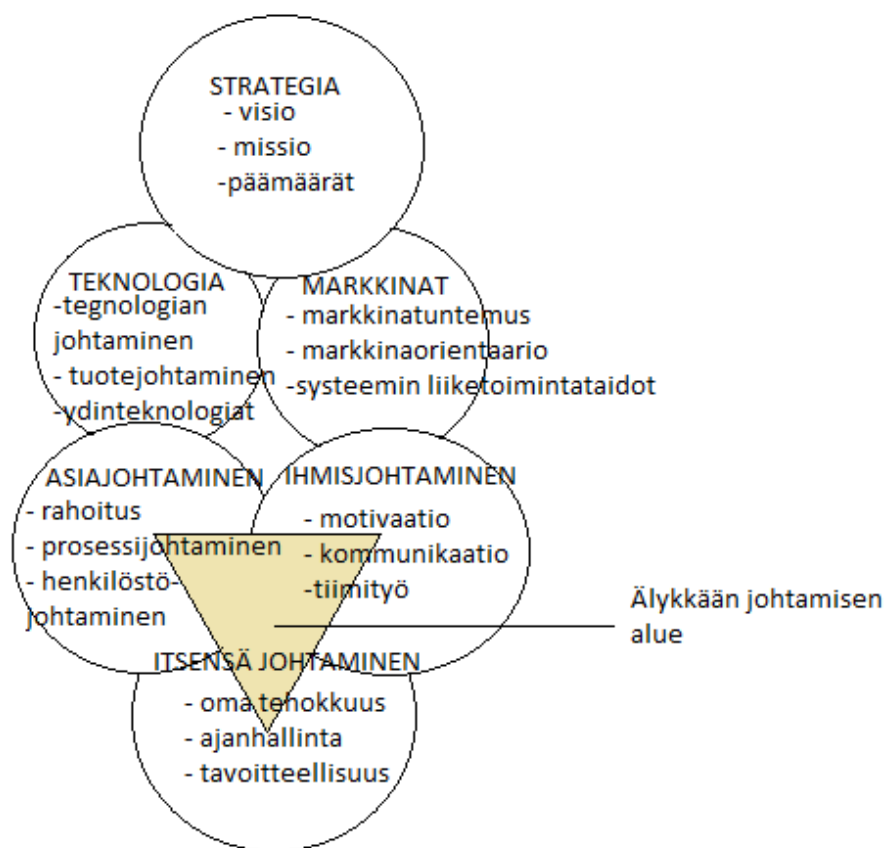 STRATEGIA
- visio
- missio
-päämäärät
TEKNOLOGIA
-tegnologian
johtaminen
- tuotejohtaminen
-ydinteknologiat
MARKKINAT
- markkinatuntemus
- markkinaorientaario
-systeemin liiketoimintataidot
ASIAJOHTAMINEN
- rahoitus
- prosessijohtaminen
- henkilöstö-
johtaminen
IHMISJOHTAMINEN
- motivaatio
- kommunikaatio
-tiimityö
Älykkään johtamisen
alue
ITSENSÄ JOHTAMINEN
- oma tehokkuus
- ajanhallinta
- tavoitteellisuus